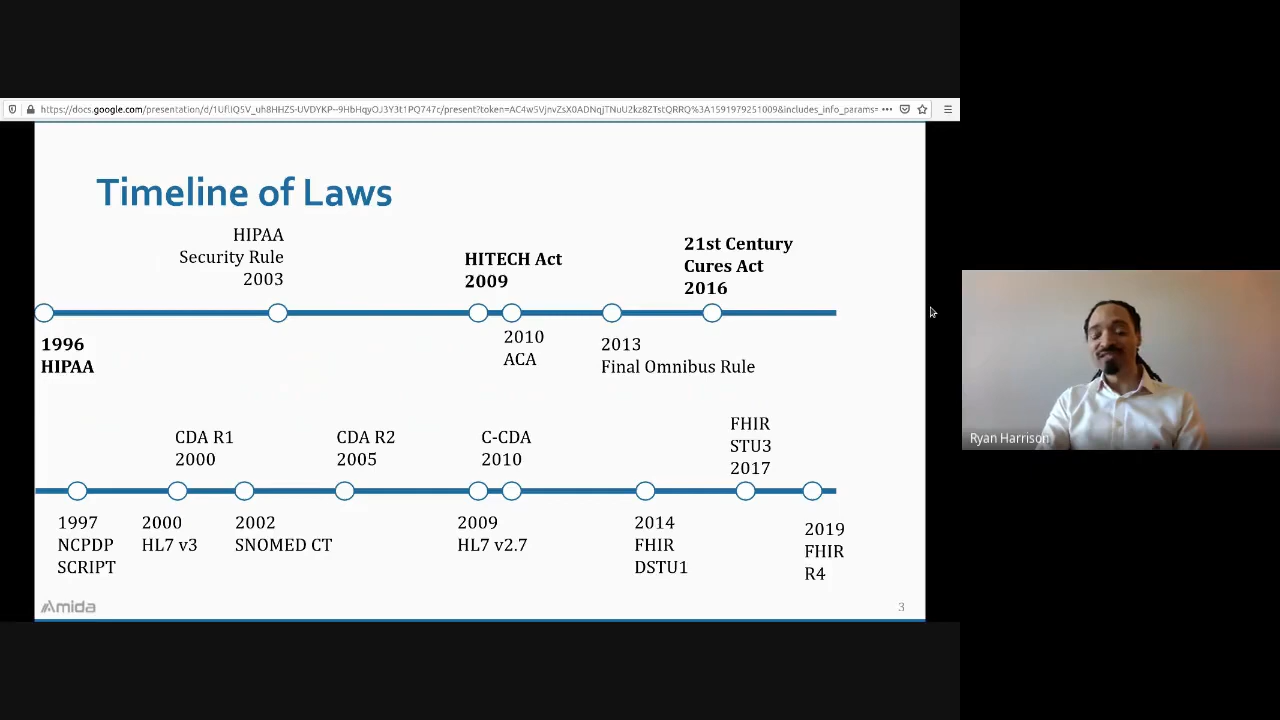 Timeline of Laws
HIPAA
Security Rule
2003
HITECH Act
2009
21st Century
Cures Act
2016
1996
HIPAA
2010
ACA
2013
Final Omnibus Rule
CDA R1
2000
CDA R2
2005
C-CDA
2010
FHIR
STU3
2017
1997
NCPDP
SCRIPT
2000
HL7 v3
2002
SNOMED CT
2009
HL7 v2.7
2014
FHIR
DSTU1
2019
FHIR
R4
Amida
3
Ryan Harrison